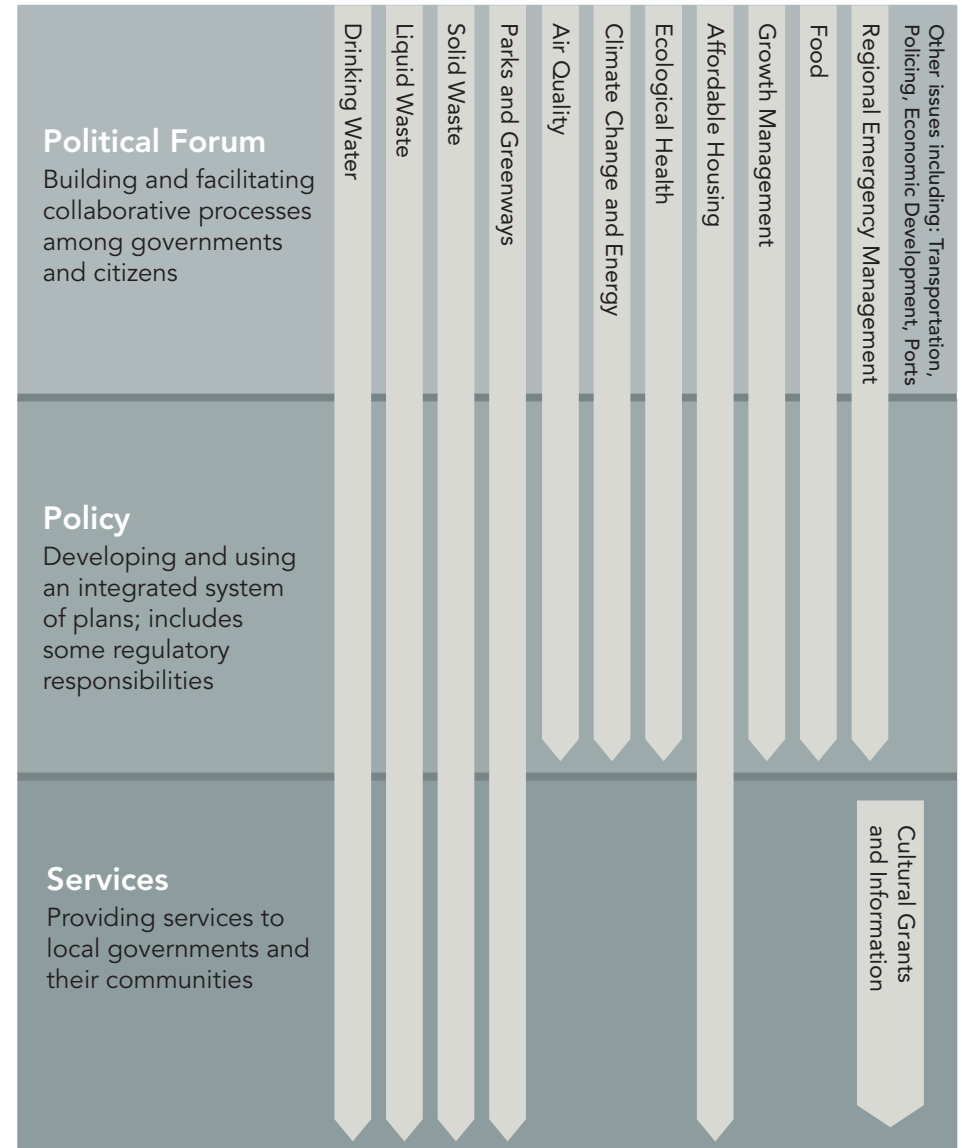 Political Forum
Building and facilitating
collaborative processes
among governments
and citizens
Drinking Water
Liquid Waste
Solid Waste
Parks and Greenways
Air Quality
Climate Change and Energy
Ecological Health
Affordable Housing
Growth Management
Food
Regional Emergency Management
Other issues including: Transportation,
Policing, Economic Development, Ports
Policy
Developing and using
an integrated system
of plans; includes
some regulatory
responsibilities
Services
Providing services to
local governments and
their communities
Cultural Grants
and Information